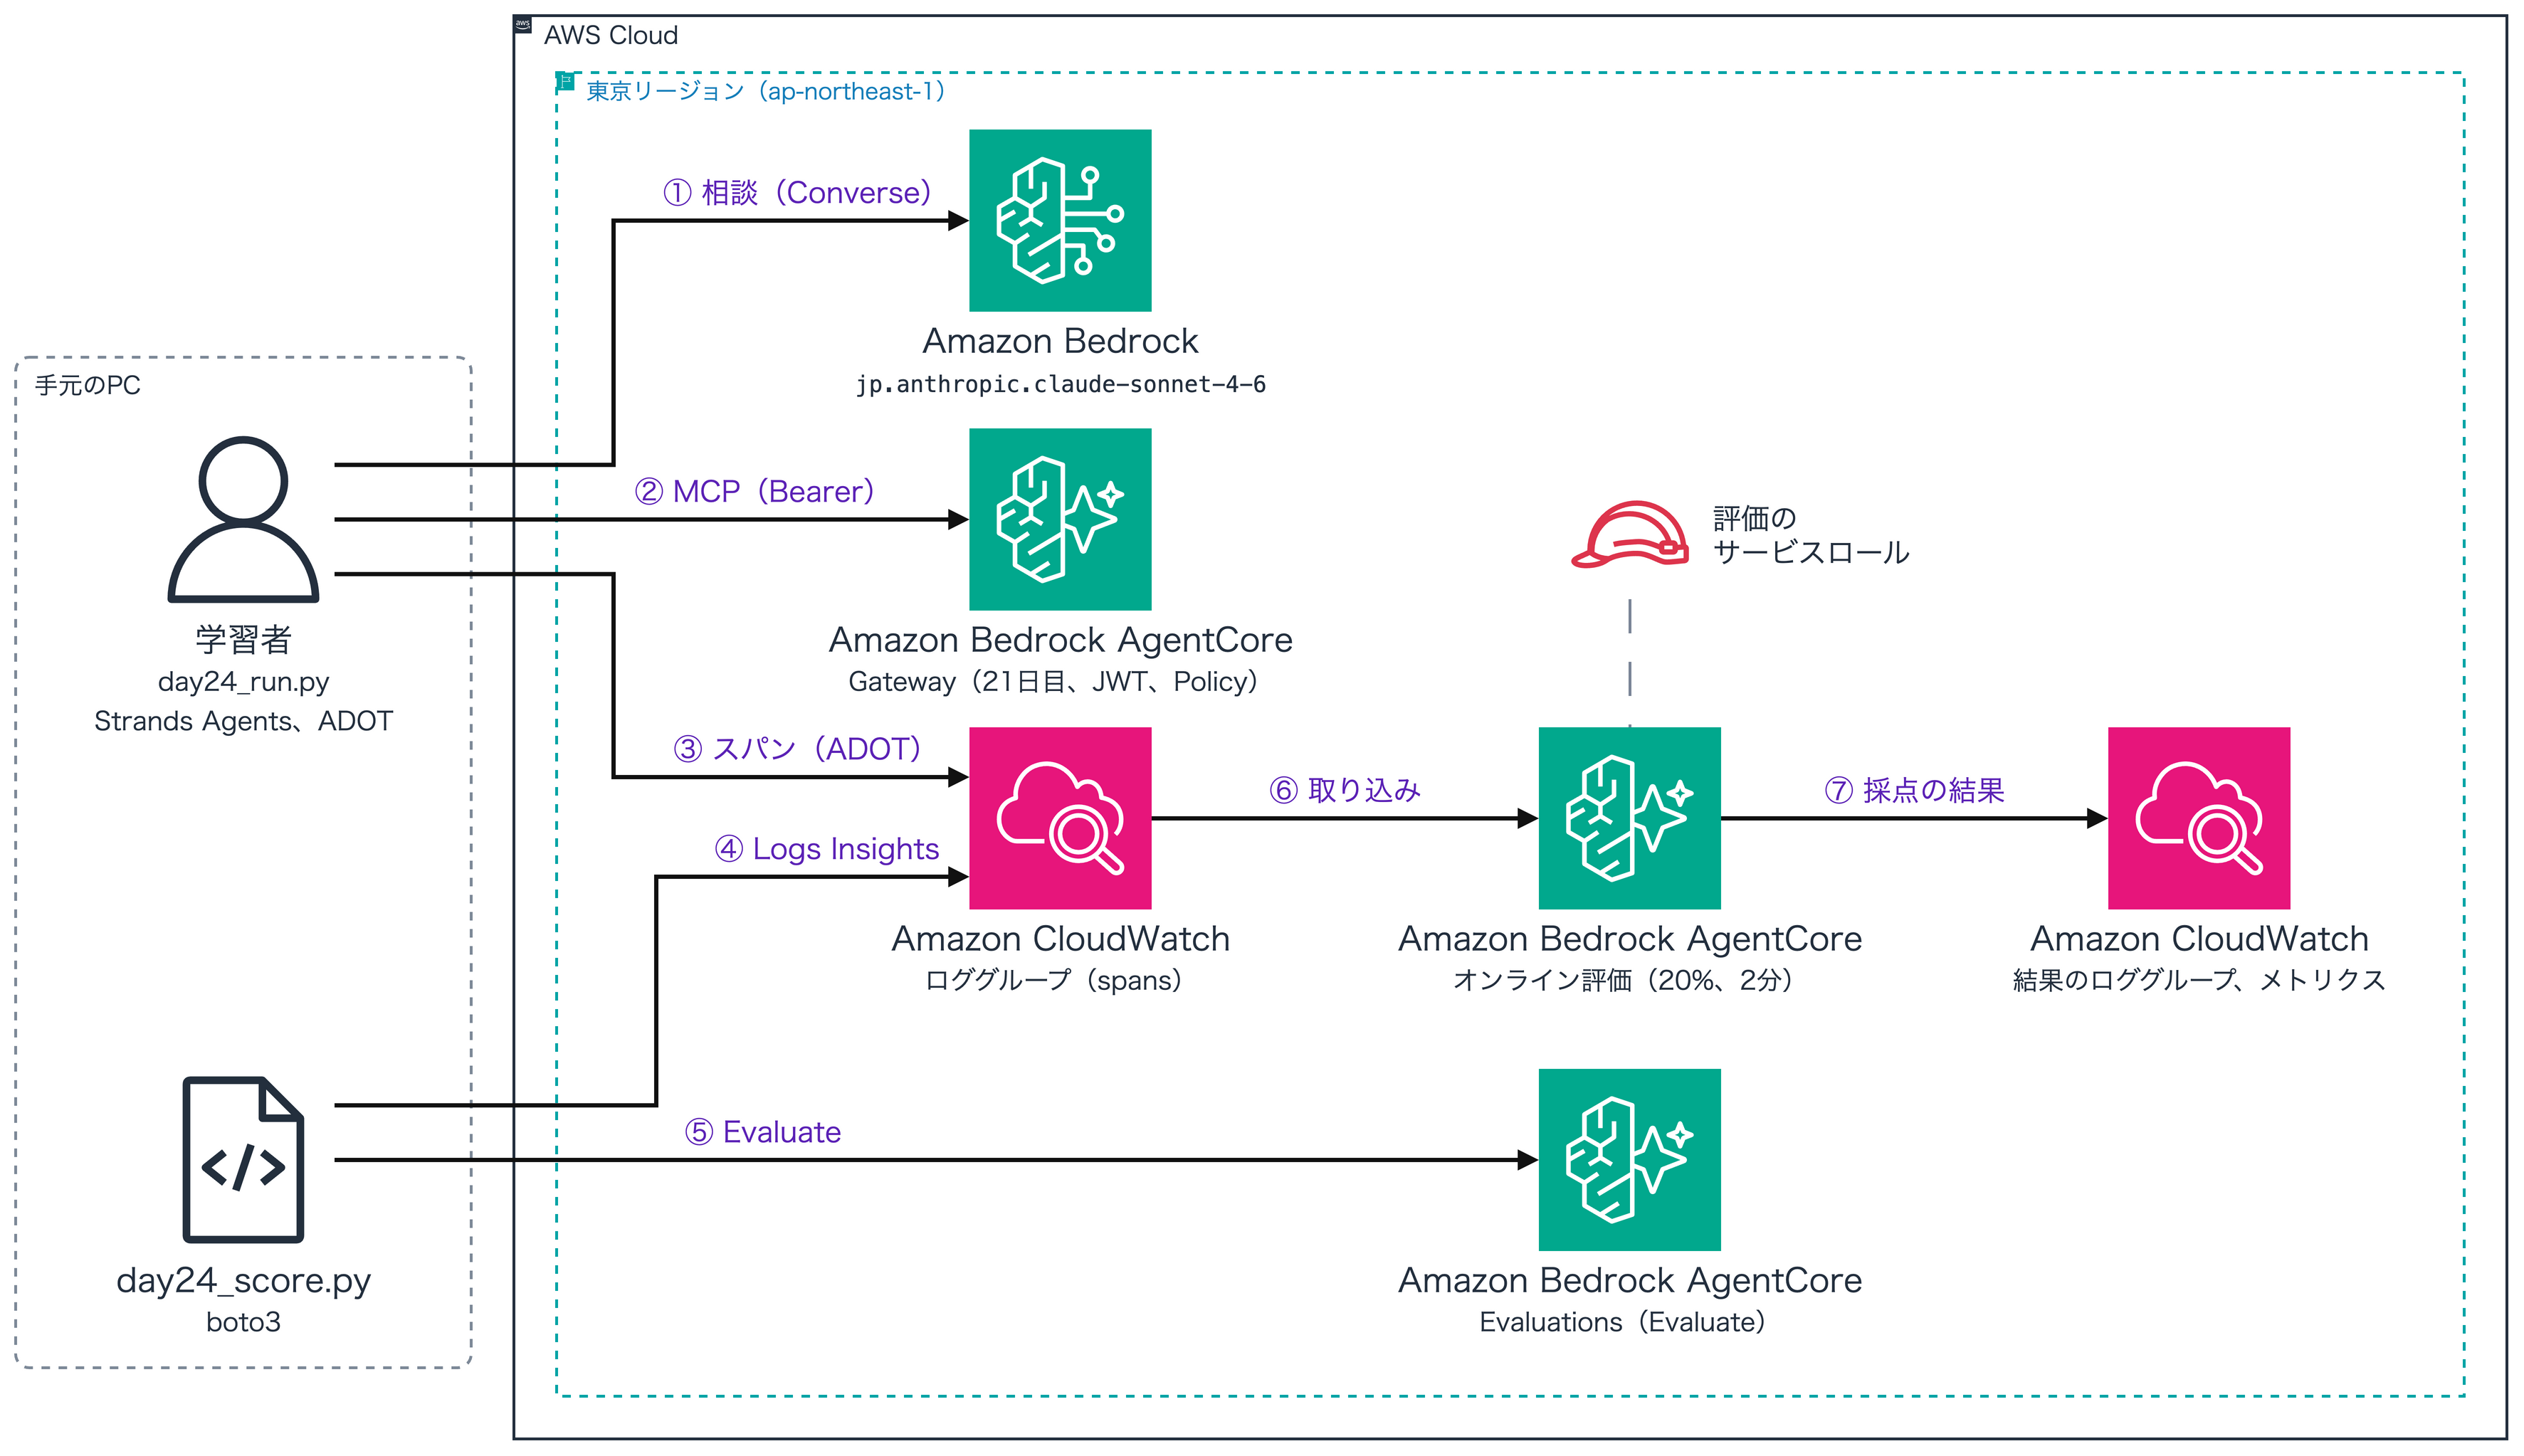 aws
AWS Cloud
東京リージョン（ap-northeast-1）
① 相談（Converse）
Amazon Bedrock
jp.anthropic.claude-sonnet-4-6
手元のPC
② MCP（Bearer）
学習者
day24_run.py
Strands Agents、ADOT
Amazon Bedrock AgentCore
Gateway（21日目、JWT、Policy）
評価の
サービスロール
③ スパン（ADOT）
④ Logs Insights
Amazon CloudWatch
ロググループ（spans）
⑥ 取り込み
Amazon Bedrock AgentCore
オンライン評価（20%、2分）
⑦ 採点の結果
Amazon CloudWatch
結果のロググループ、メトリクス
⑤ Evaluate
day24_score.py
boto3
Amazon Bedrock AgentCore
Evaluations（Evaluate）